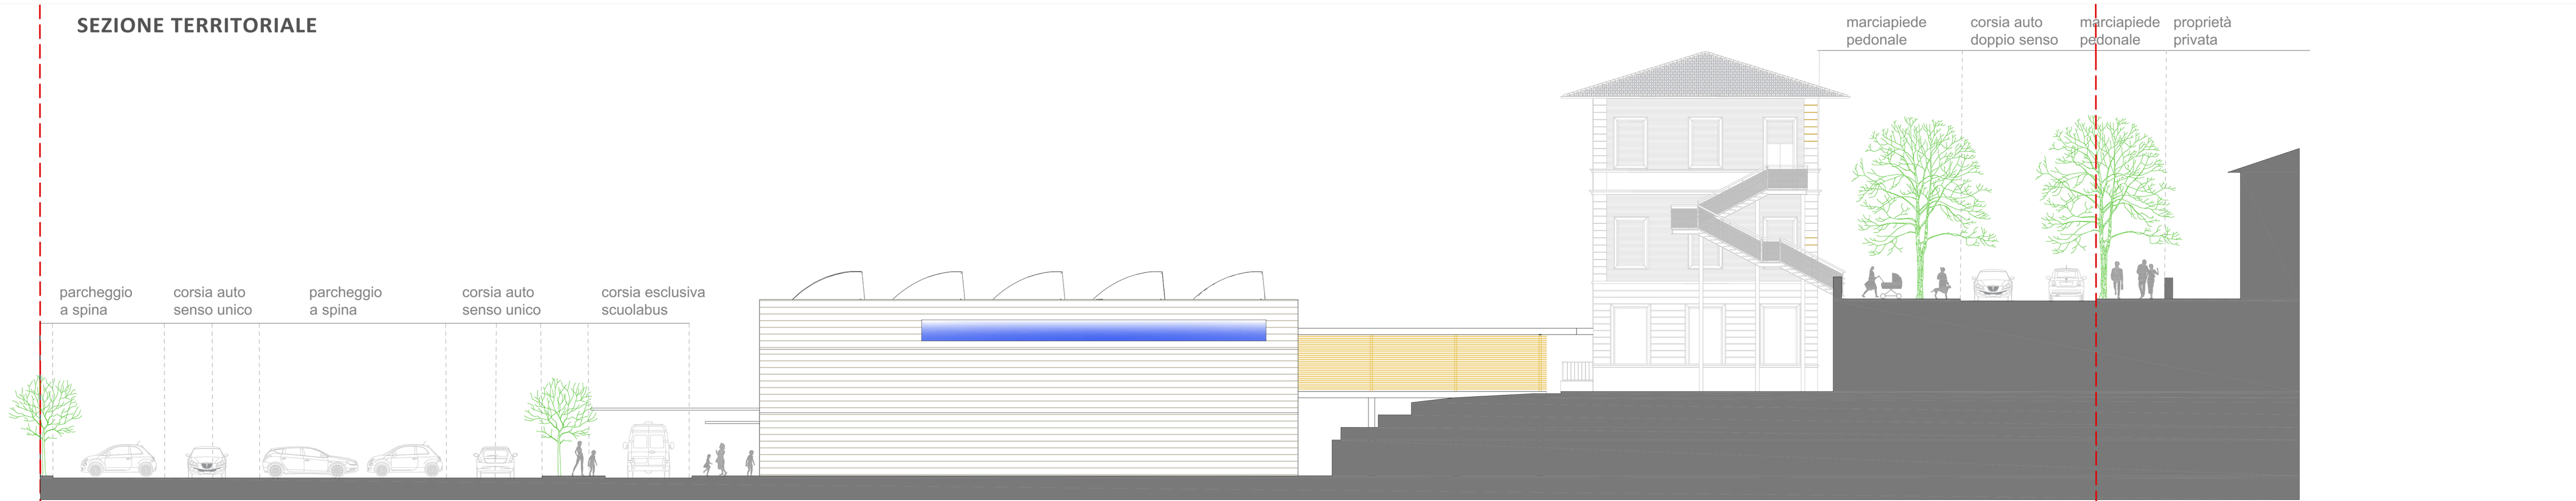 SEZIONE TERRITORIALE
marciapiede
pedonale
corsia auto
doppio senso
marciapiede
pedonale
proprietà
privata
parcheggio
a spina
corsia auto
senso unico
parcheggio
a spina
corsia auto
senso unico
corsia esclusiva
scuolabus